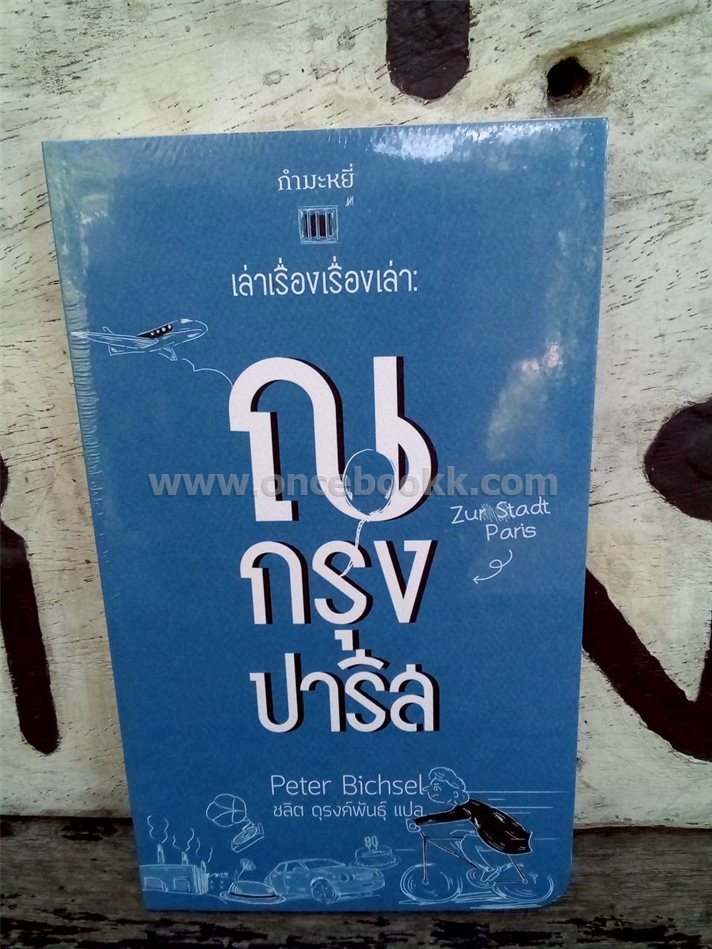 กำมะหยี่
เล่าเรื่องเรื่องเล่า:
ณ
www.oncebookk.com
Zur Stadt
Paris
กรุง
ปารีส
Peter Bichsel
ชลิต ดุรงค์พันธุ์ แปล